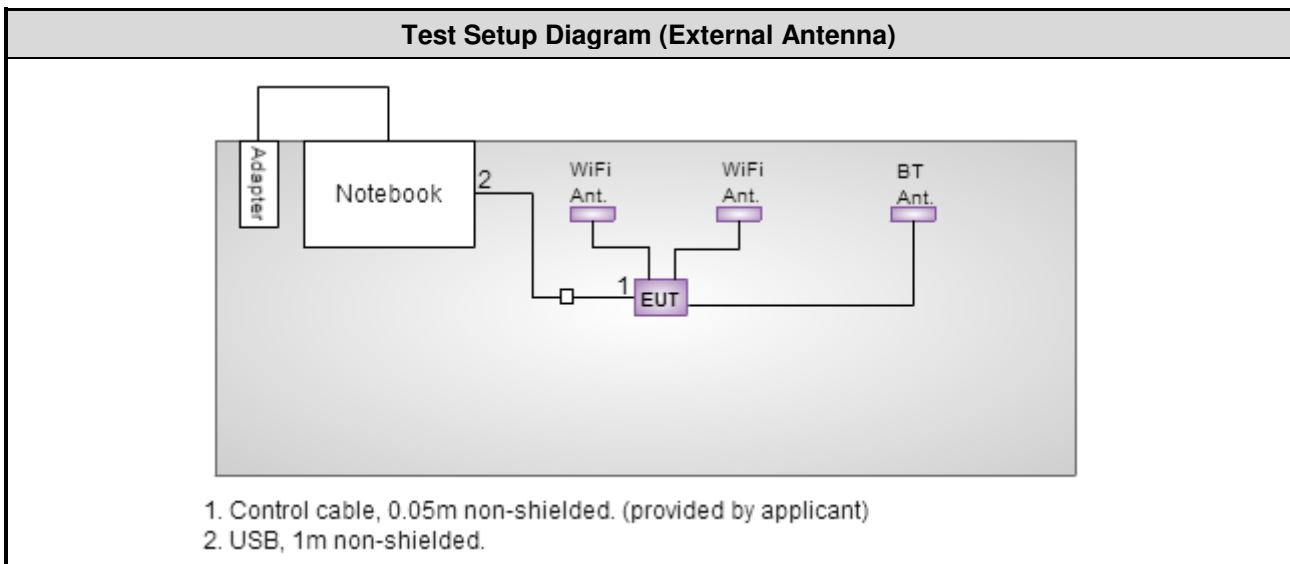 Test Setup Diagram (External Antenna)
Adapter
Notebook
2
WiFi
Ant.
WiFi
Ant.
BT
Ant.
1
EUT
1. Control cable, 0.05m non-shielded. (provided by applicant)
2. USB, 1m non-shielded.